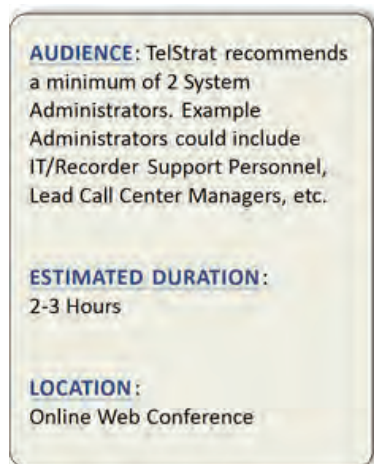 AUDIENCE: TelStrat recommends
a minimum of 2 System
Administrators. Example
Administrators could include
IT/Recorder Support Personnel,
Lead Call Center Managers, etc.
ESTIMATED DURATION:
2-3 Hours
LOCATION:
Online Web Conference